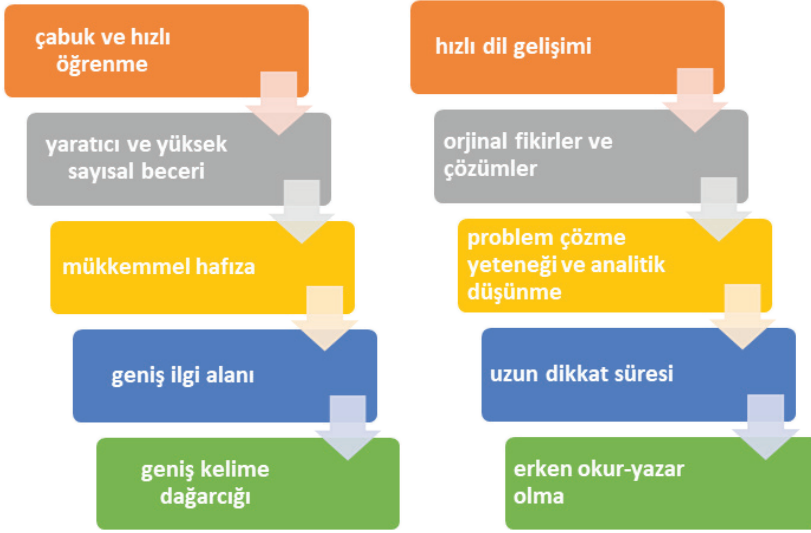 çabuk ve hızlı
öğrenme
yaratıcı ve yüksek
sayısal beceri
mükkemmel hafıza
geniş ilgi alanı
geniş kelime
dağarcığı
hızlı dil gelişimi
orjinal fikirler ve
çözümler
problem çözme
yeteneği ve analitik
düşünme
uzun dikkat süresi
erken okur-yazar
olma